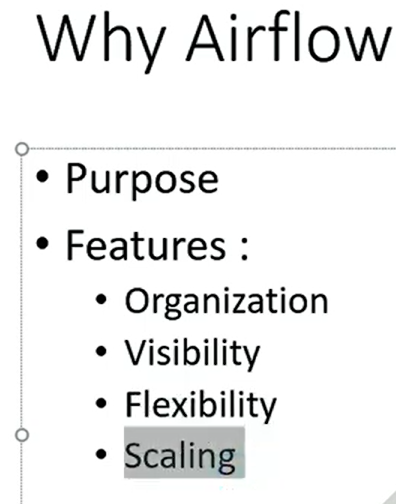 Why Airflow
• Purpose
• Features :
• Organization
• Visibility
• Flexibility
• Scaling